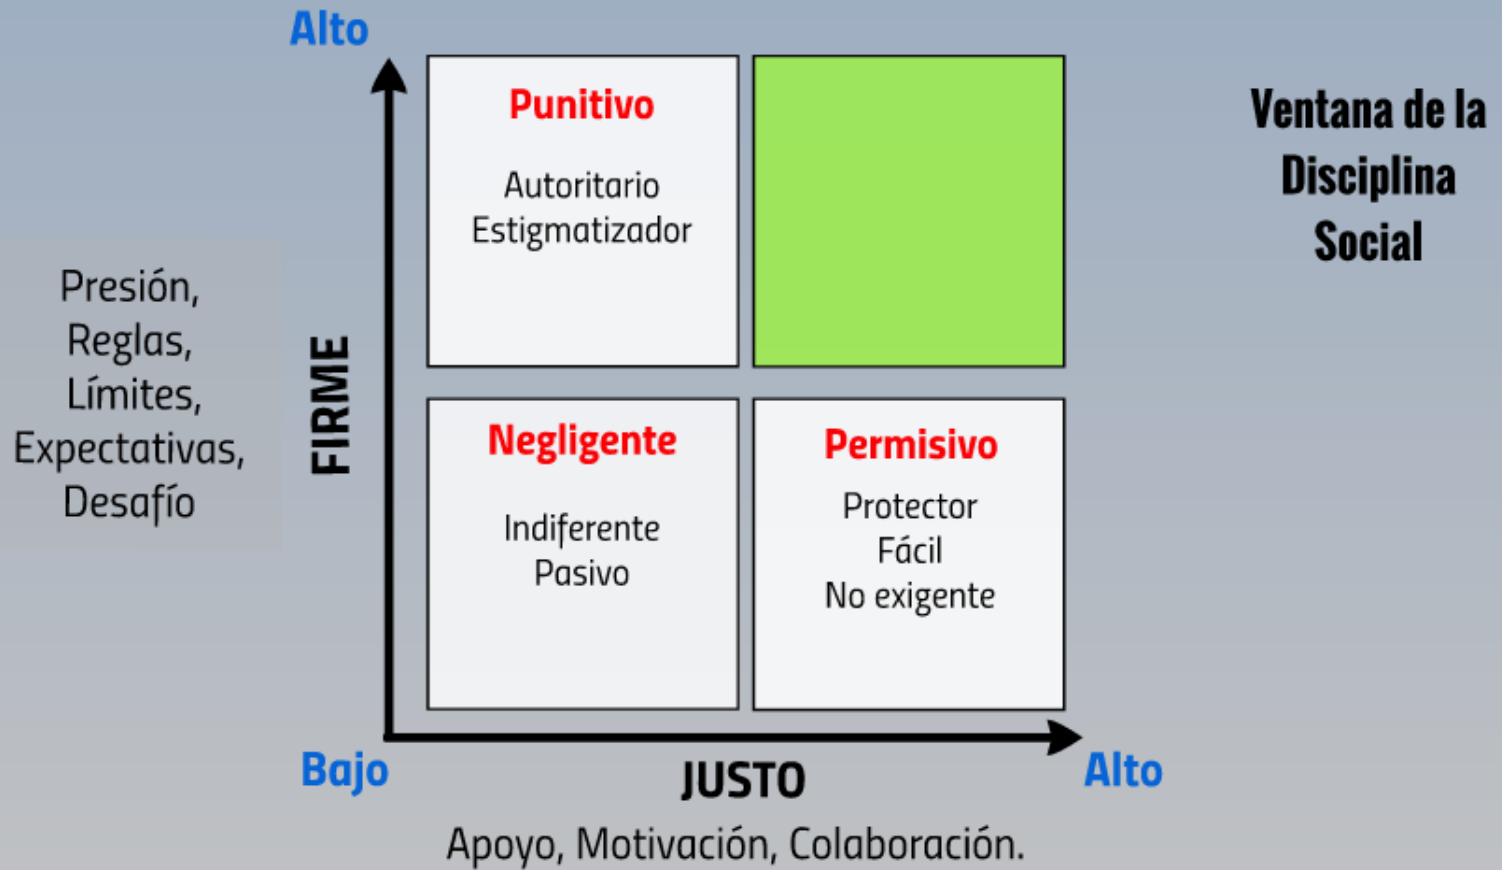 Alto
Punitivo
Autoritario
Estigmatizador
Ventana de la
Disciplina
Social
Presión,
Reglas,
Límites,
Expectativas,
Desafío
FIRME
Negligente
Indiferente
Pasivo
Permisivo
Protector
Fácil
No exigente
Bajo
JUSTO
Alto
Apoyo, Motivación, Colaboración.